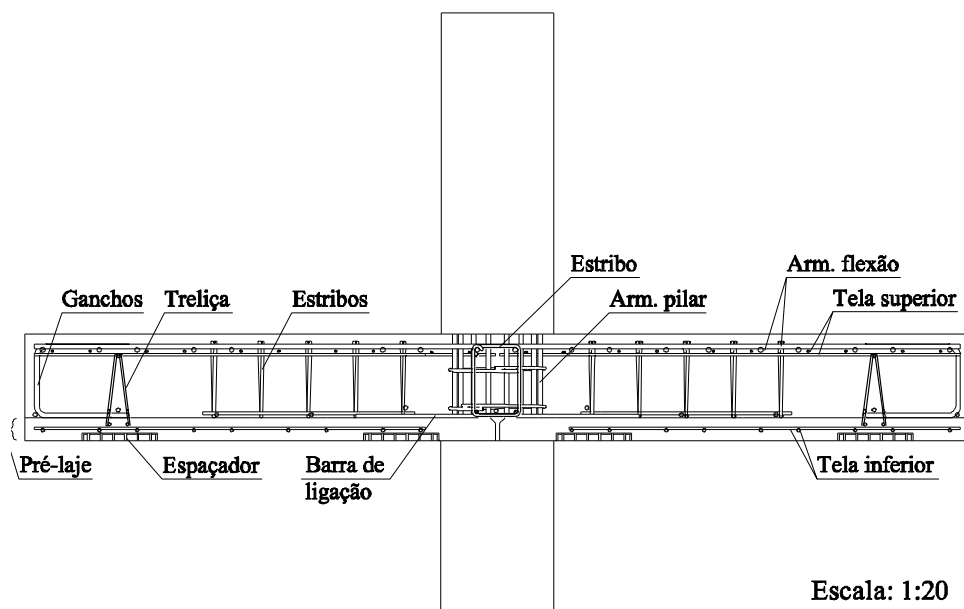 Estribo
Arm. flexão
Ganchos
Treliça
Estribos
Arm. pilar
Tela superior
Pré-laje
Espaçador
Barra de
ligação
Tela inferior
Escala: 1:20